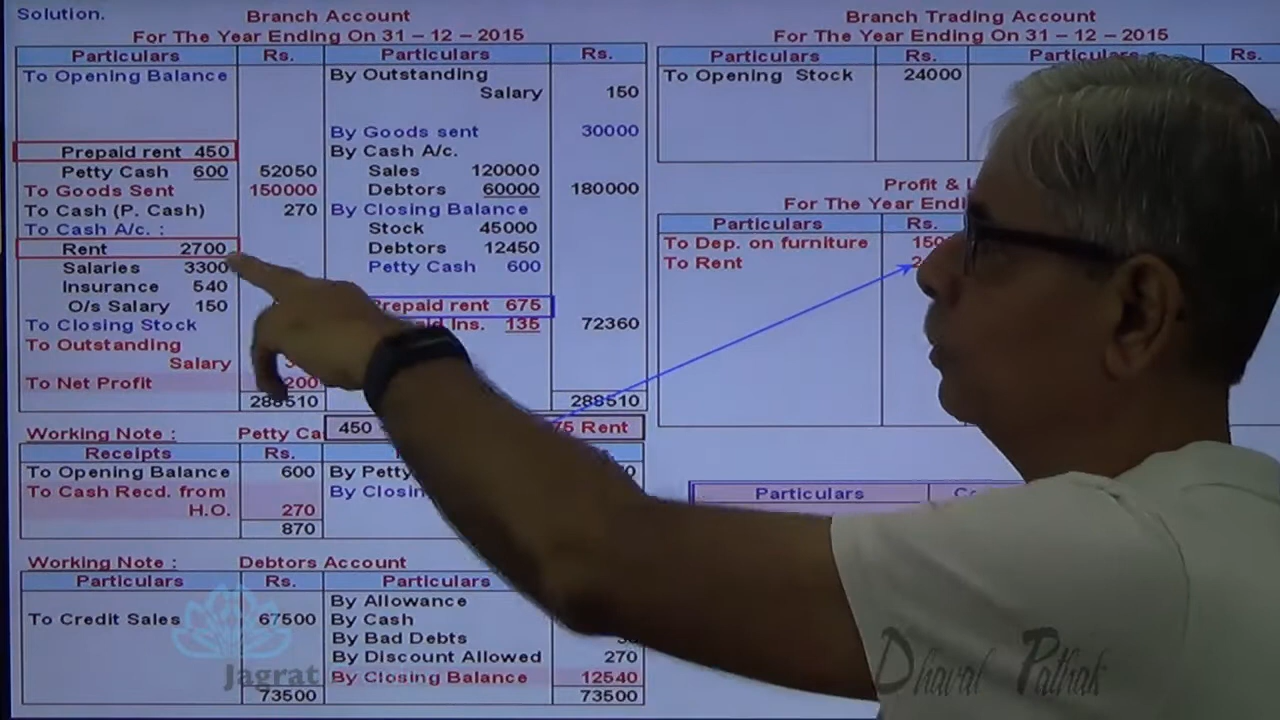 Solution.
Branch Account
For The Year Ending On 31 – 12 – 2015
Particulars Rs. Particulars Rs.
To Opening Balance By Outstanding
Salary 150
By Goods sent 30000
Prepaid rent 450 By Cash A/c.
Petty Cash 600 52050 Sales 120000
To Goods Sent 150000 Debtors 60000 180000
To Cash (P. Cash) 270 By Closing Balance
To Cash A/c. : Stock 45000
Rent 2700 Debtors 12450
Salaries 3300 Petty Cash 600
Insurance 540
O/s Salary 150 Prepaid rent 675
To Closing Stock Ins. 135 72360
To Outstanding
Salary
To Net Profit
288510 288510
450 Rent
Working Note :
Receipts Rs.
To Opening Balance 600 By
To Cash Recd. from By
H.O. 270
870
Working Note : Debtors Account
Particulars Rs. Particulars
By Allowance
To Credit Sales 67500 By Cash
By Bad Debts
By Discount Allowed 270
By Closing Balance 12540
73500 73500
Branch Trading Account
For The Year Ending On 31 – 12 – 2015
Particulars Rs. Particulars Rs.
To Opening Stock 24000
Profit &
For The Year
Particulars Rs.
To Dep. on furniture
To Rent
Particulars
Jagrat
Dhaval Pathak